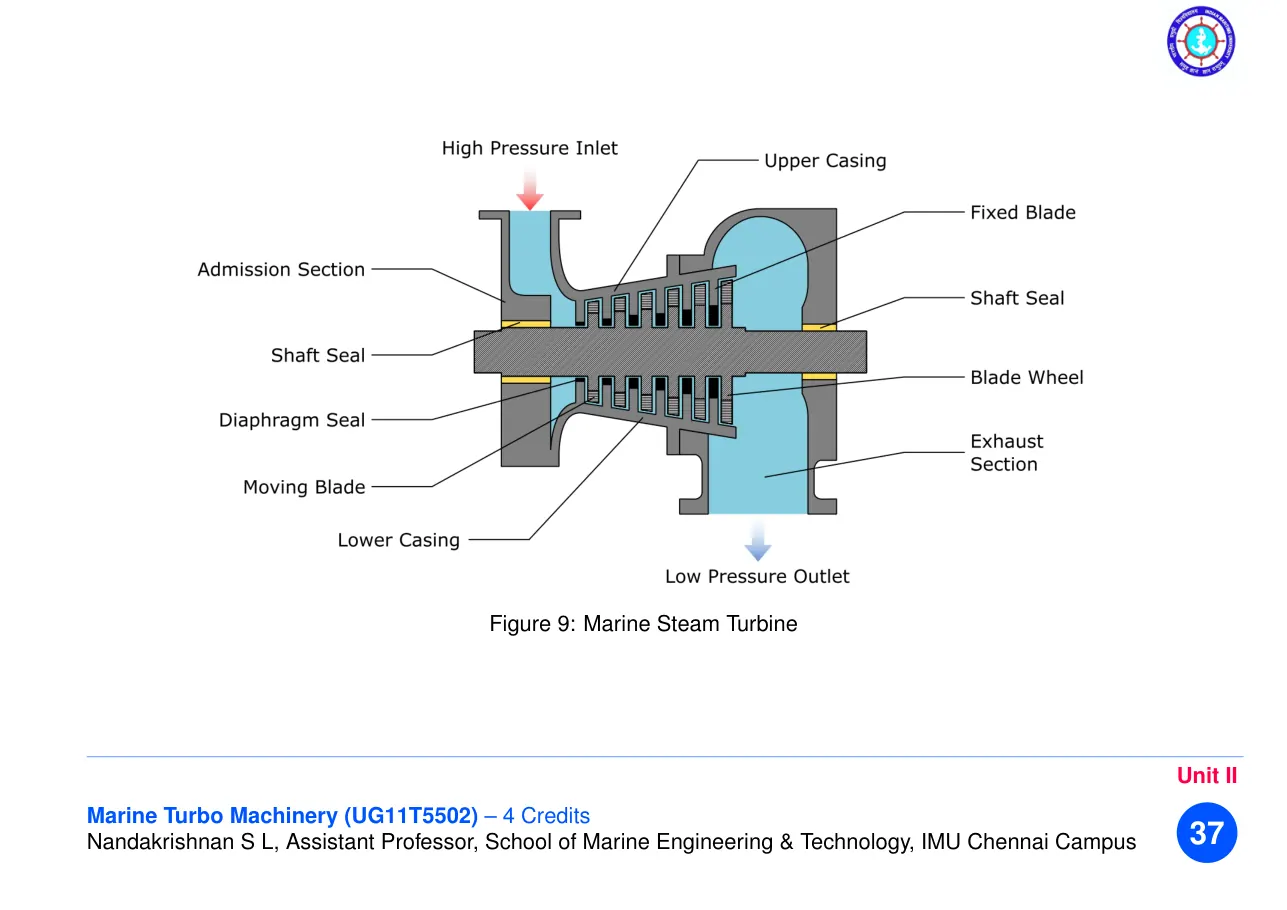 High Pressure Inlet
Upper Casing
Fixed Blade
Admission Section
Shaft Seal
Shaft Seal
Blade Wheel
Diaphragm Seal
Exhaust
Section
Moving Blade
Lower Casing
Low Pressure Outlet
Figure 9: Marine Steam Turbine
Unit II
Marine Turbo Machinery (UG11T5502) – 4 Credits
Nandakrishnan S L, Assistant Professor, School of Marine Engineering & Technology, IMU Chennai Campus
37